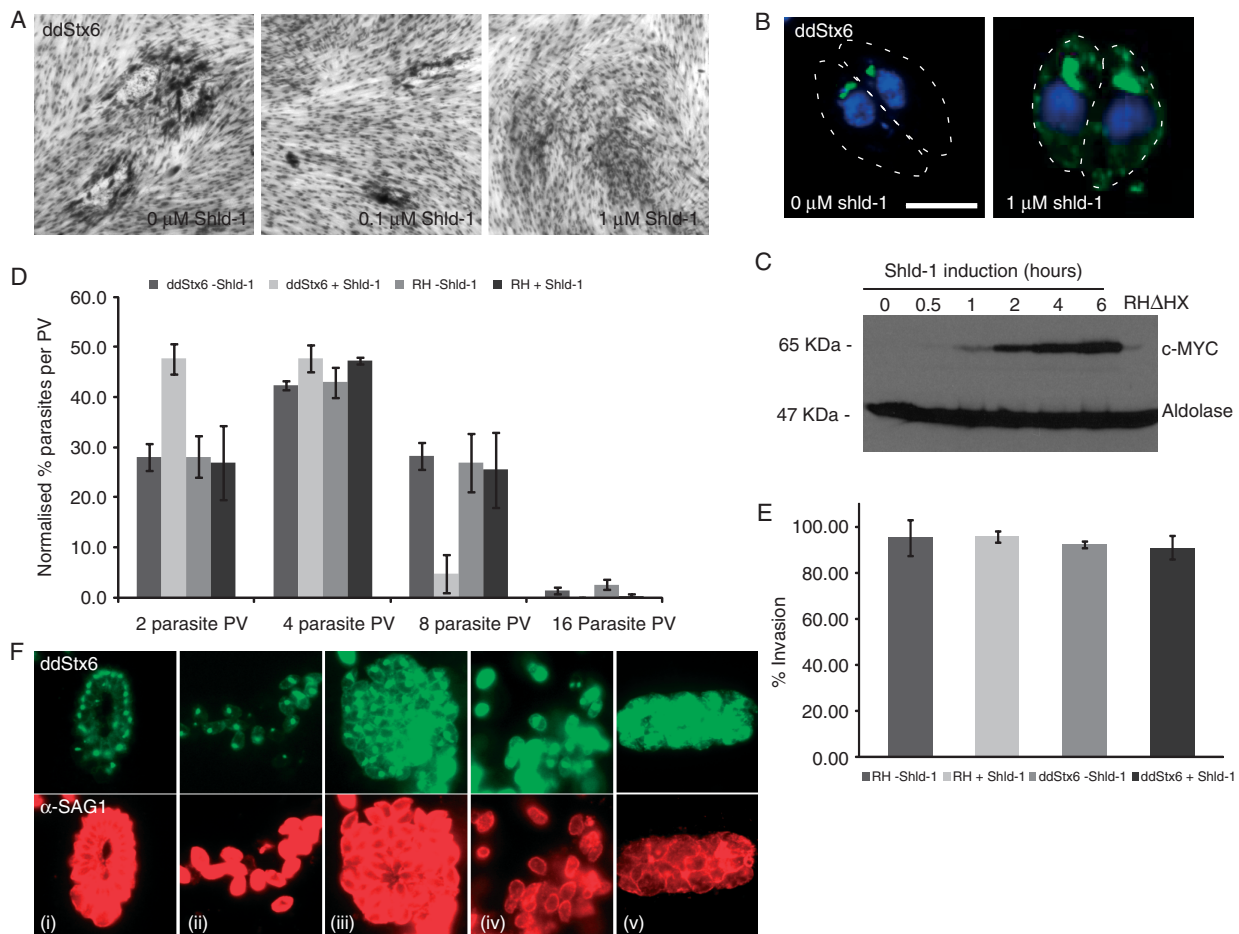 A
ddStx6
0 μM Shld-1
0.1 μM Shld-1
1 μM Shld-1
B
ddStx6
0 μM shld-1
1 μM shld-1
C
Shld-1 induction (hours)
0 0.5 1 2 4 6 RHΔHX
65 KDa -
c-MYC
47 KDa -
Aldolase
D
ddStx6 -Shld-1 ddStx6 + Shld-1 RH -Shld-1 RH + Shld-1
Normalised % parasites per PV
60.0
50.0
40.0
30.0
20.0
10.0
0.0
2 parasite PV 4 parasite PV 8 parasite PV 16 Parasite PV
E
% Invasion
100.00
80.00
60.00
40.00
20.00
0.00
RH -Shld-1 RH + Shld-1 ddStx6 -Shld-1 ddStx6 + Shld-1
F
ddStx6
α-SAG1
(i) (ii) (iii) (iv) (v)